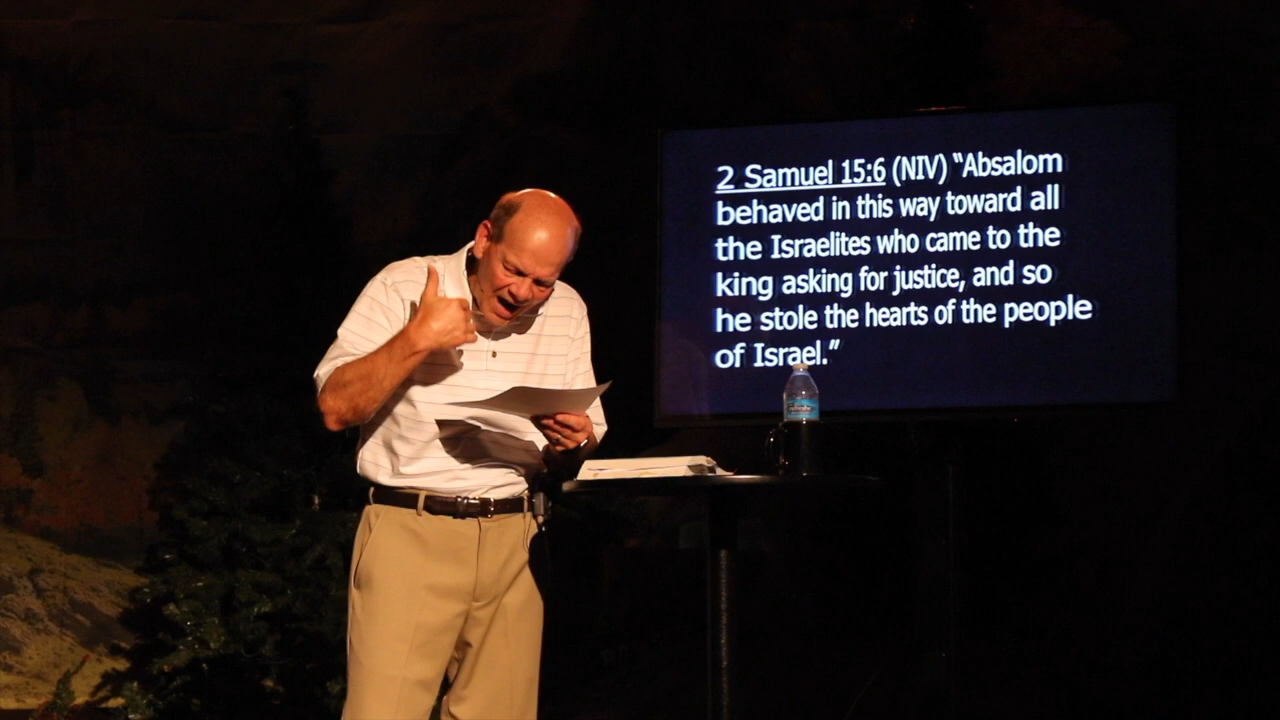 2 Samuel 15:6 (NIV) “Absalom
behaved in this way toward all
the Israelites who came to the
king asking for justice, and so
he stole the hearts of the people
of Israel.”